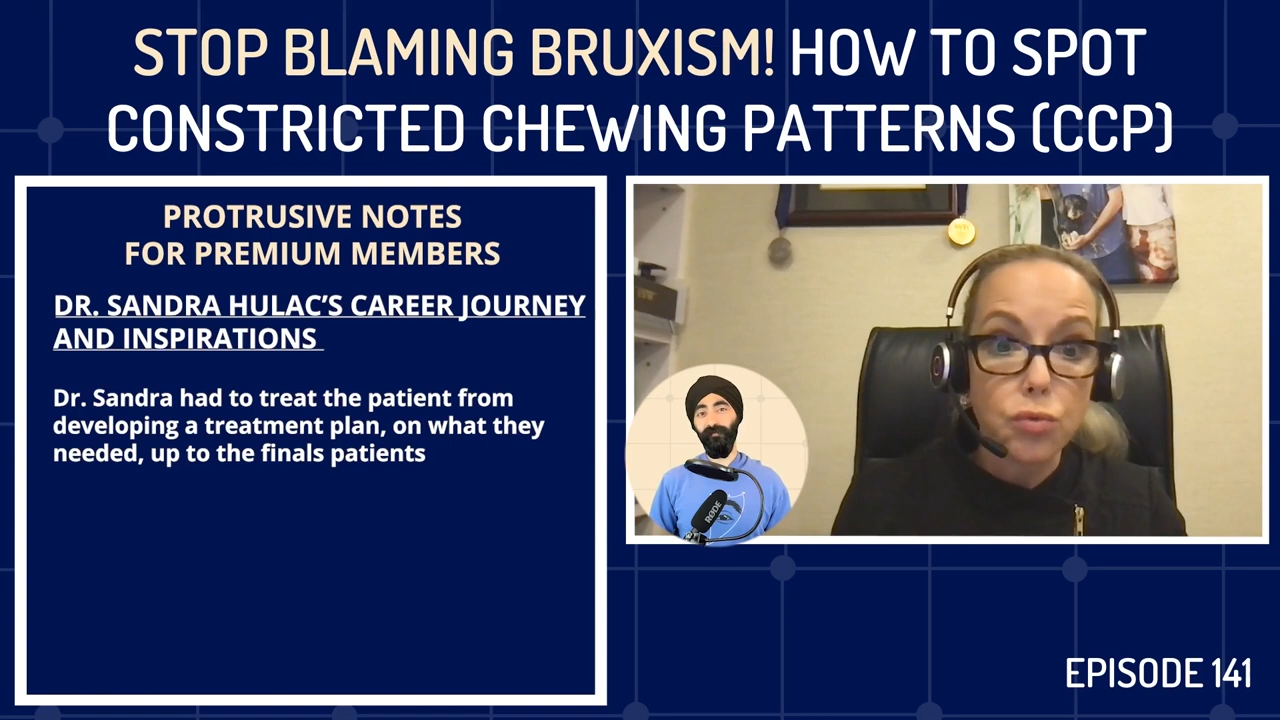 STOP BLAMING BRUXISM! HOW TO SPOT
CONSTRICTED CHEWING PATTERNS (CCP)
PROTRUSIVE NOTES
FOR PREMIUM MEMBERS
DR. SANDRA HULAC’S CAREER JOURNEY
AND INSPIRATIONS
Dr. Sandra had to treat the patient from
developing a treatment plan, on what they
needed, up to the finals patients
RØDE
EPISODE 141